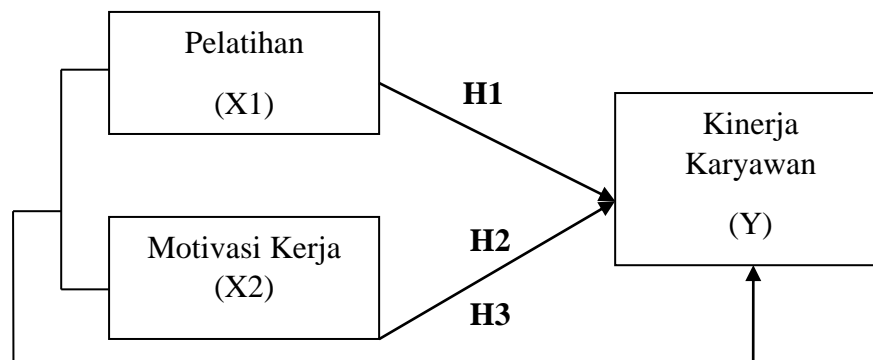 Pelatihan
(X1)
H1
Kinerja
Karyawan
(Y)
Motivasi Kerja
(X2)
H2
H3